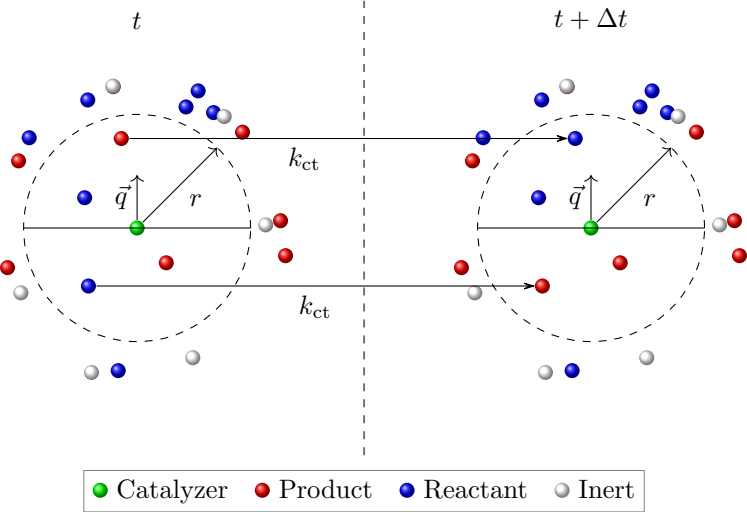 t
t + Δt
k_ct
q⃗
r
q⃗
r
k_ct
Catalyzer Product Reactant Inert